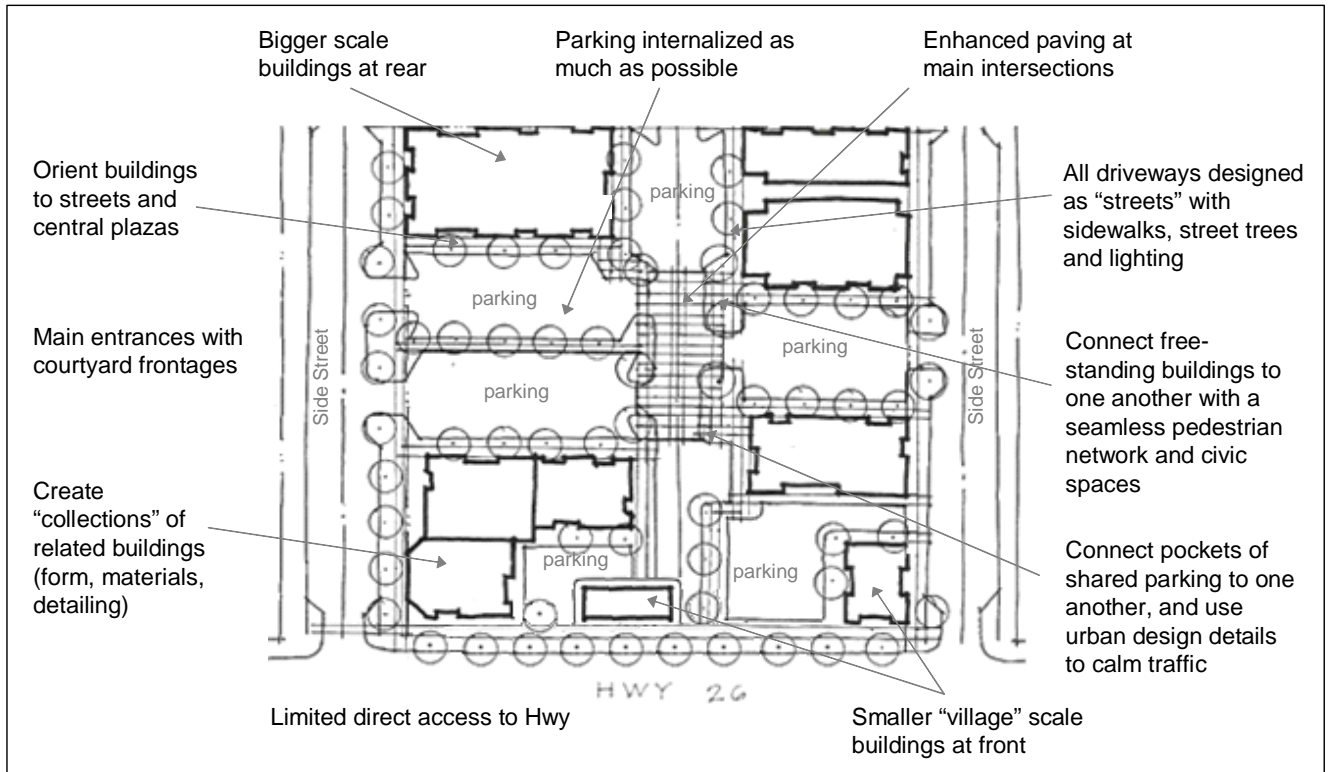 Bigger scale
buildings at rear
Parking internalized as
much as possible
Enhanced paving at
main intersections
Orient buildings
to streets and
central plazas
All driveways designed
as “streets” with
sidewalks, street trees
and lighting
parking
parking
parking
Main entrances with
courtyard frontages
Side Street
Side Street
Connect free-
standing buildings to
one another with a
seamless pedestrian
network and civic
spaces
parking
Create
“collections” of
related buildings
(form, materials,
detailing)
parking
parking
Connect pockets of
shared parking to one
another, and use
urban design details
to calm traffic
HWY 26
Limited direct access to Hwy
Smaller “village” scale
buildings at front